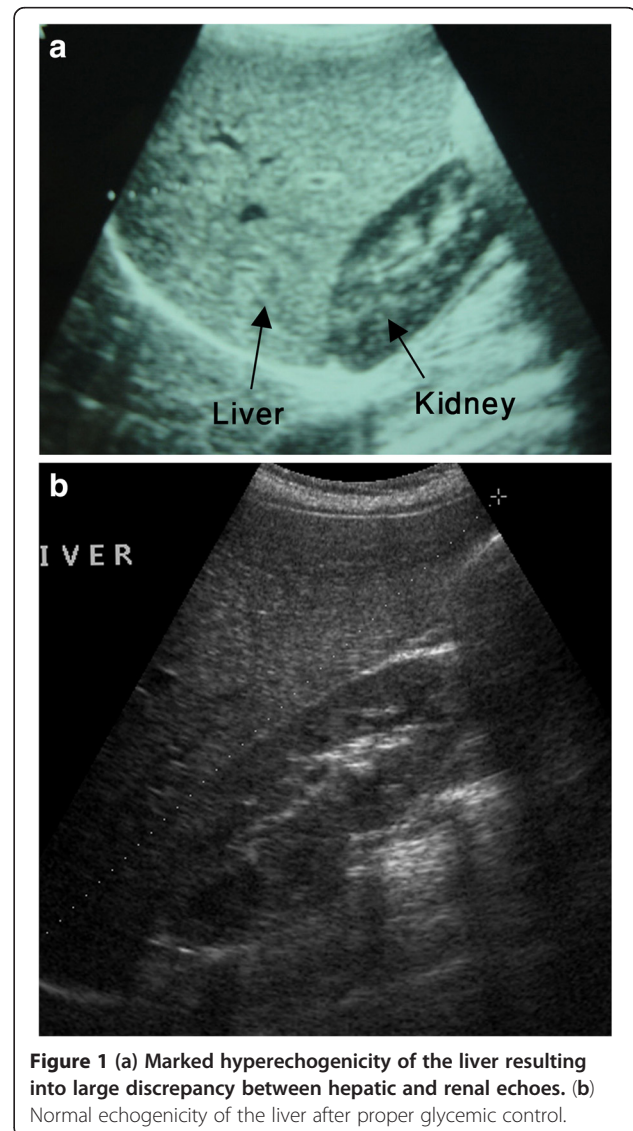 a
Liver
Kidney
b
IVER
Figure 1 (a) Marked hyperechogenicity of the liver resulting
into large discrepancy between hepatic and renal echoes. (b)
Normal echogenicity of the liver after proper glycemic control.